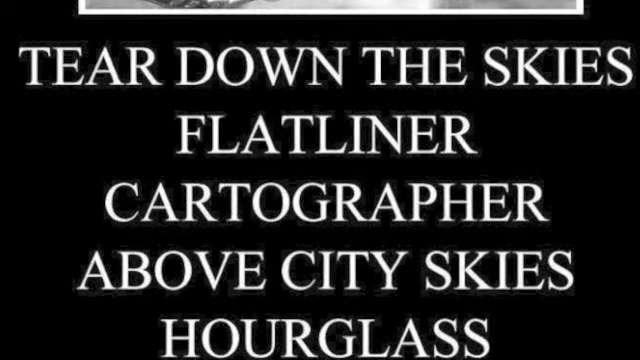 TEAR DOWN THE SKIES
FLATLINER
CARTOGRAPHER
ABOVE CITY SKIES
HOURGLASS